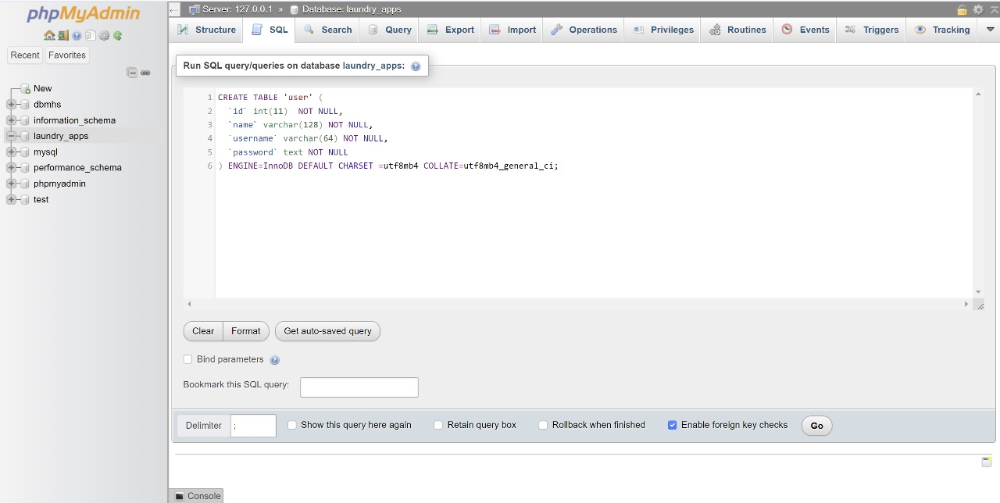 phpMyAdmin
Recent Favorites
New
dbmhs
information_schema
laundry_apps
mysql
performance_schema
phpmyadmin
test
Server: 127.0.0.1 » Database: laundry_apps
Structure SQL Search Query Export Import Operations Privileges Routines Events Triggers Tracking
Run SQL query/queries on database laundry_apps:
1 CREATE TABLE 'user' (
2 `id` int(11)  NOT NULL,
3 `name` varchar(128) NOT NULL,
4 `username` varchar(64) NOT NULL,
5 `password` text NOT NULL
6 ) ENGINE=InnoDB DEFAULT CHARSET =utf8mb4 COLLATE=utf8mb4_general_ci;
Clear Format Get auto-saved query
Bind parameters
Bookmark this SQL query:
Delimiter ; Show this query here again Retain query box Rollback when finished Enable foreign key checks Go
Console